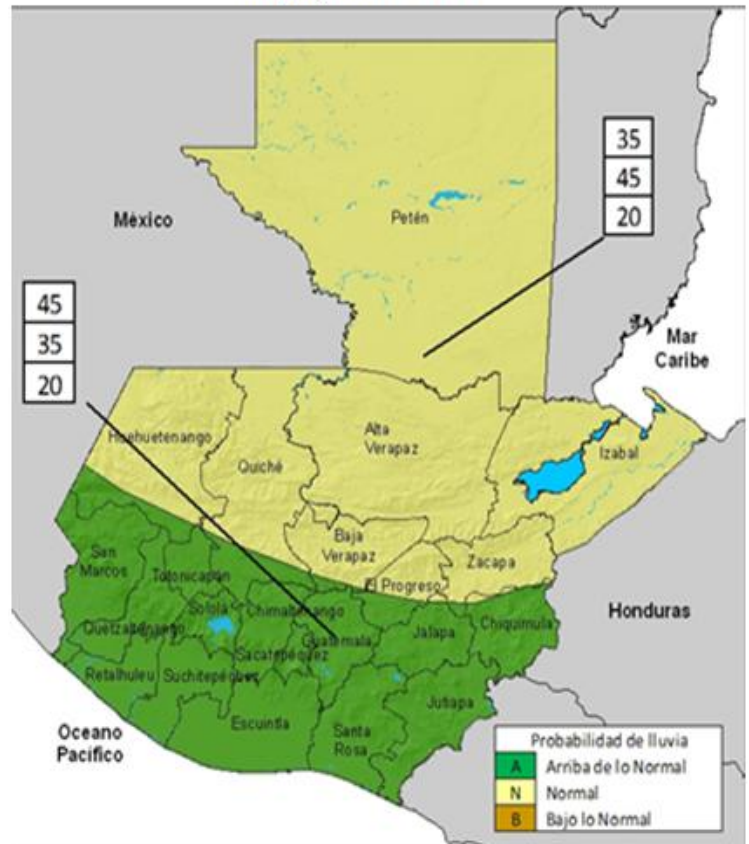 35
45
20
México
Petén
45
35
20
Mar
Caribe
Huehuetenango
Quiché
Alta
Verapaz
Izabal
Baja
Verapaz
Zacapa
El Progreso
San
Marcos
Totonicapán
Sololá
Chimaltenango
Quetzaltenango
Guatemala
Jalapa
Chiquimula
Honduras
Sacatepéquez
Retalhuleu
Suchitepéquez
Jutiapa
Escuintla
Santa
Rosa
Oceano
Pacífico
Probabilidad de lluvia
A Arriba de lo Normal
N Normal
B Bajo lo Normal